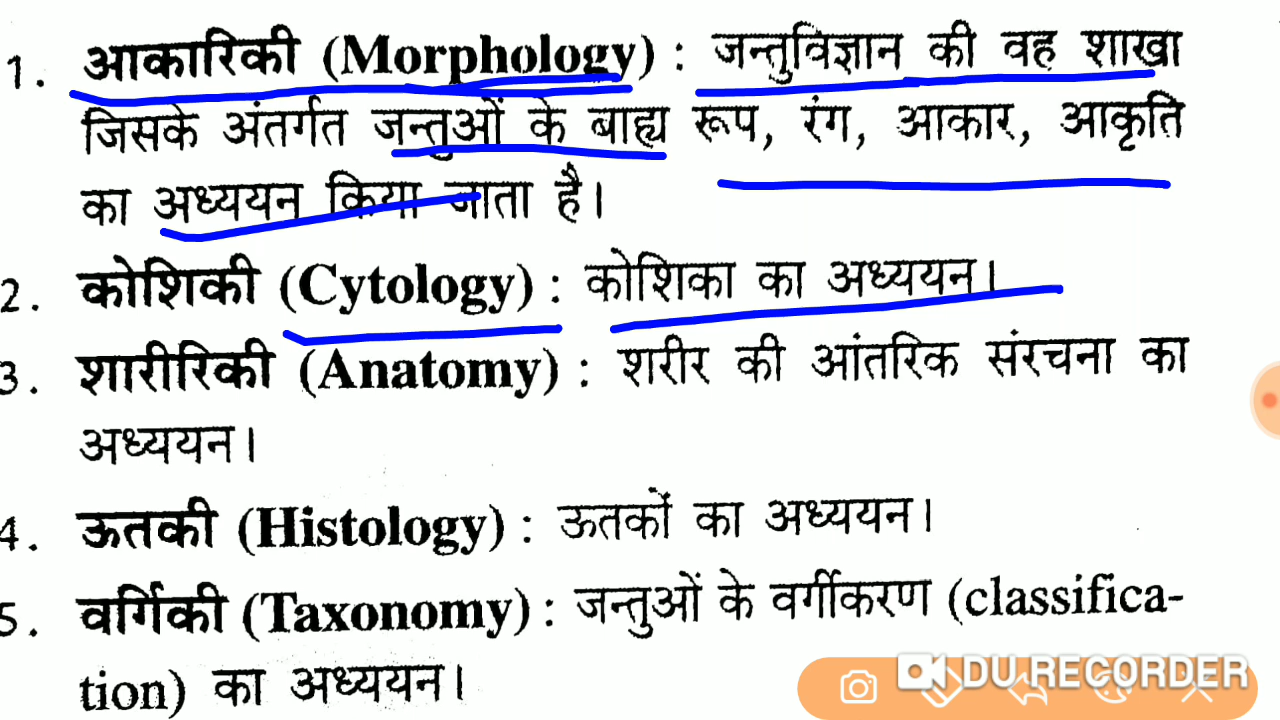 1. आकारिकी (Morphology) : जन्तुविज्ञान की वह शाखा
जिसके अंतर्गत जन्तुओं के बाह्य रूप, रंग, आकार, आकृति
का अध्ययन किया जाता है।
2. कोशिकी (Cytology) : कोशिका का अध्ययन।
3. शारीरिकी (Anatomy) : शरीर की आंतरिक संरचना का
अध्ययन।
4. ऊतकी (Histology) : ऊतकों का अध्ययन।
5. वर्गिकी (Taxonomy) : जन्तुओं के वर्गीकरण (classifica-
tion) का अध्ययन।
DU RECORDER